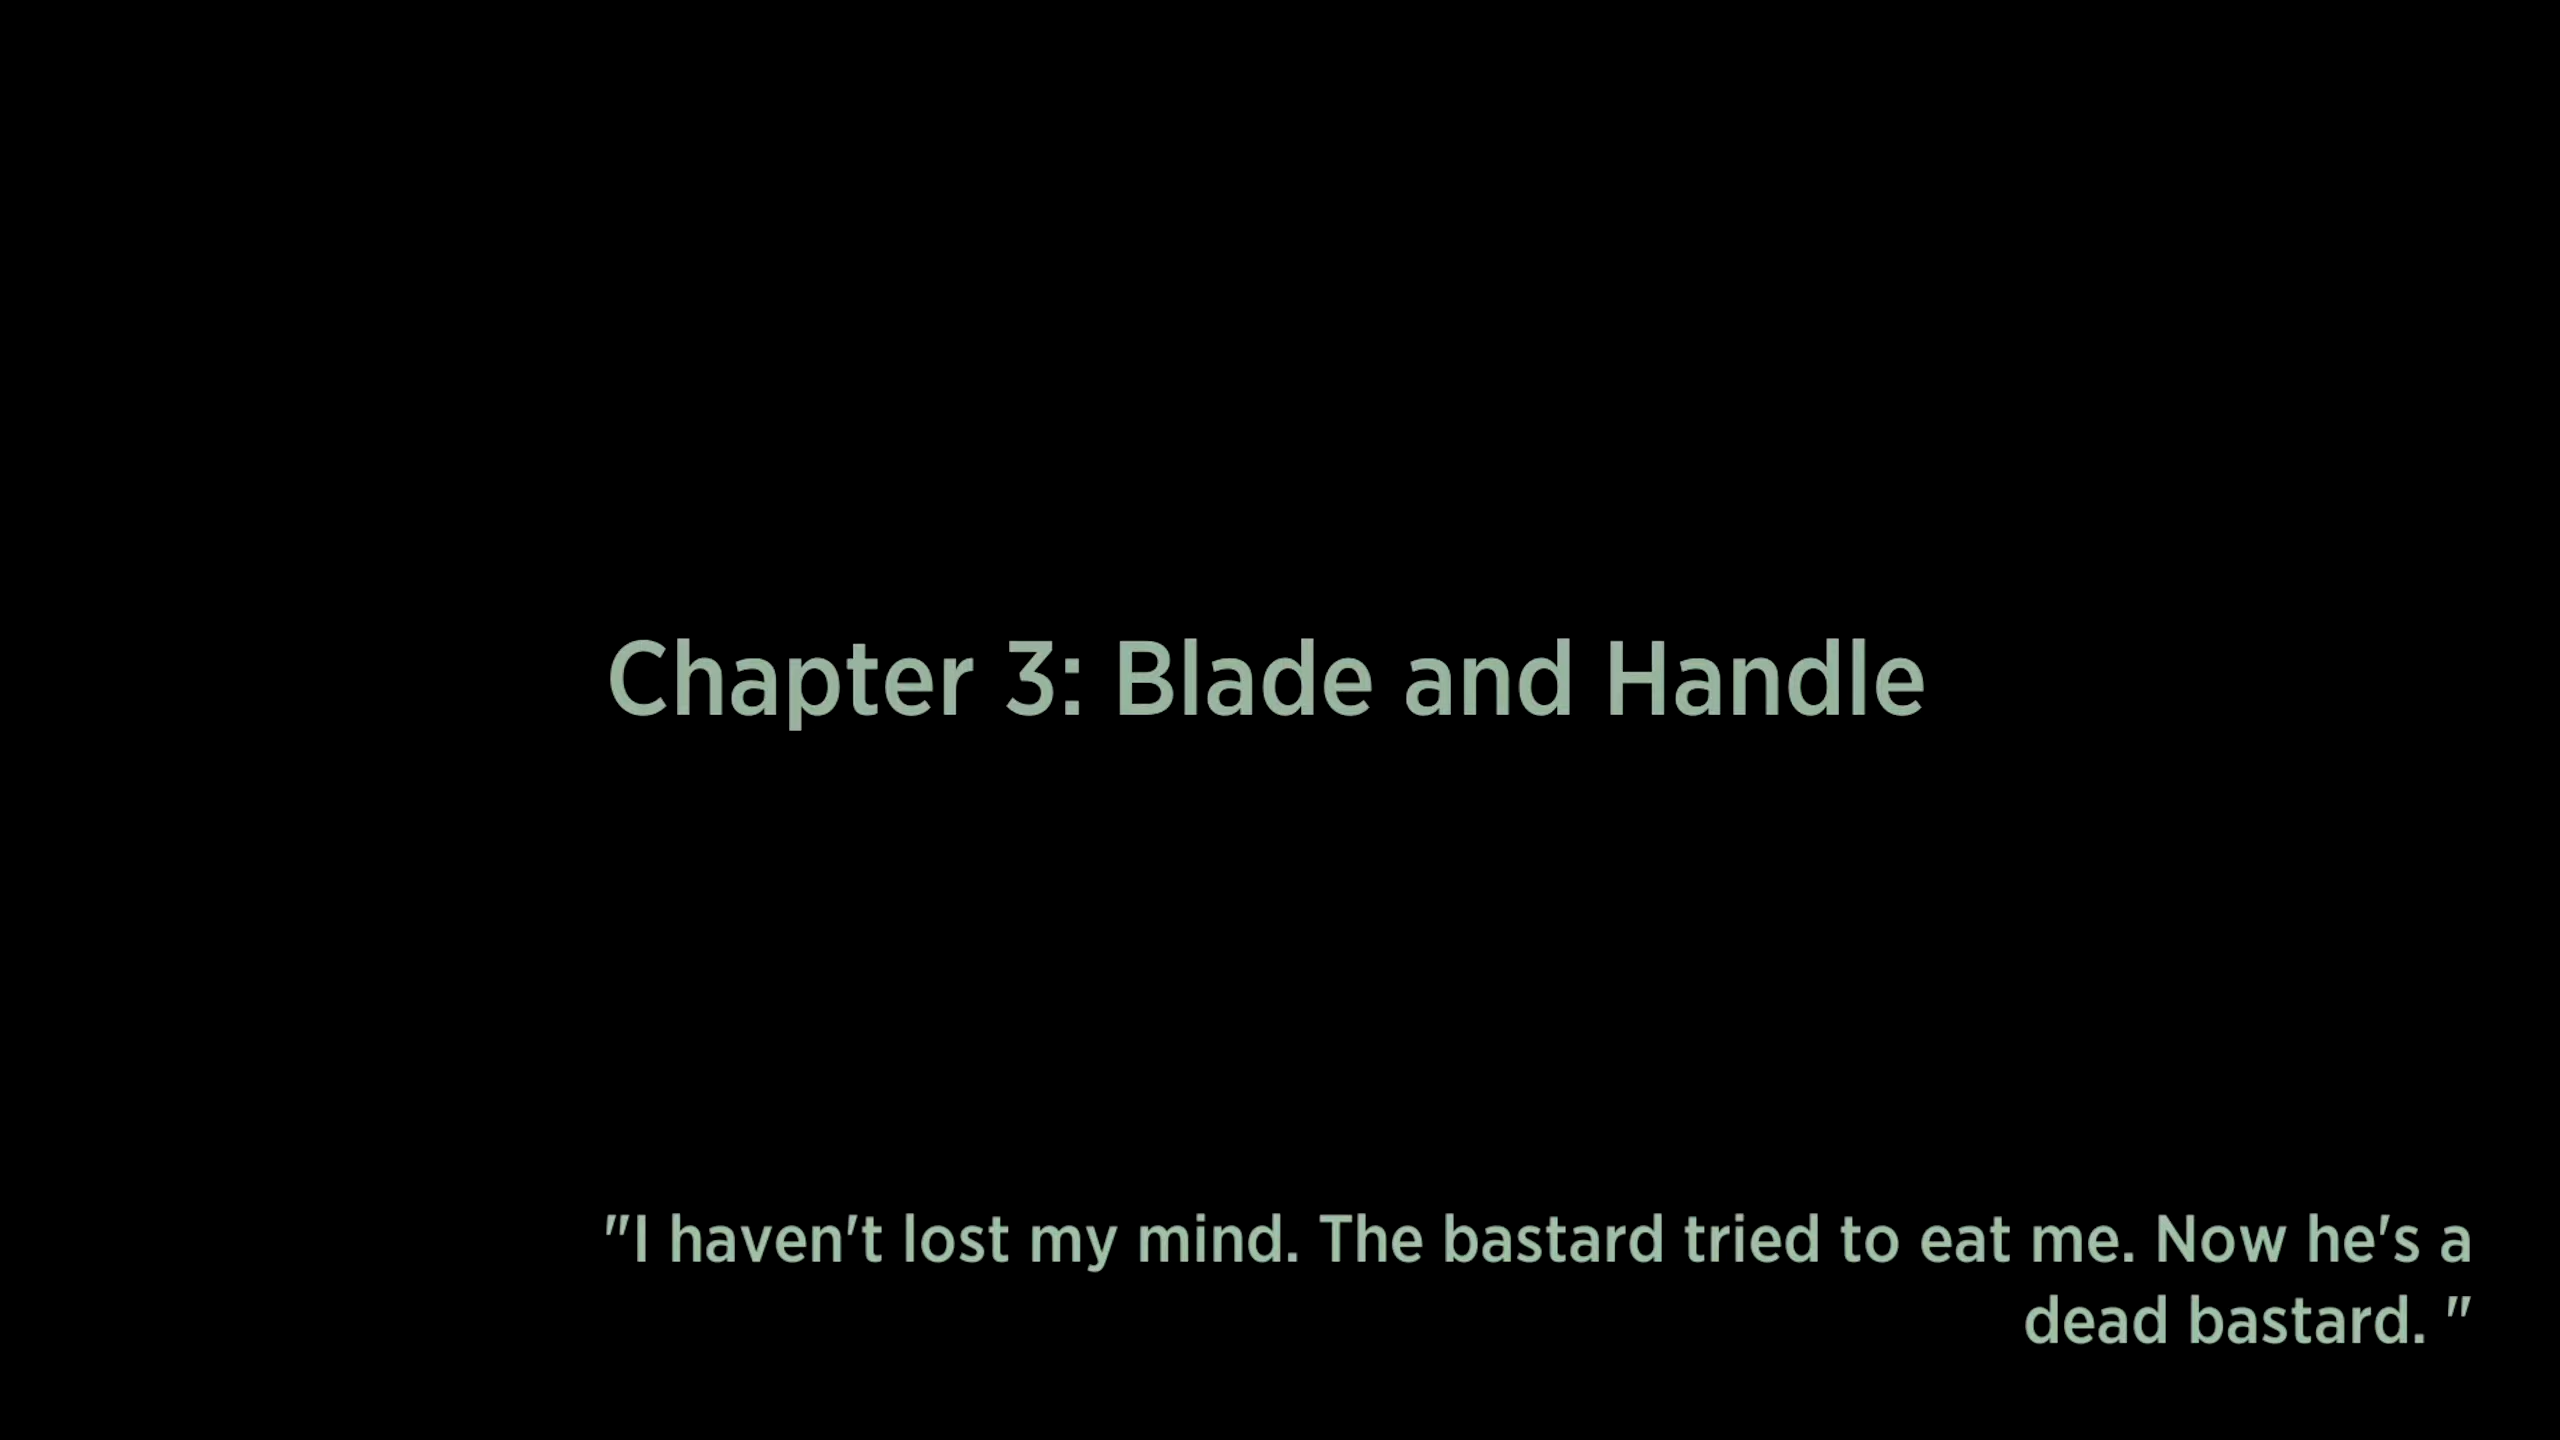 Chapter 3: Blade and Handle
"I haven't lost my mind. The bastard tried to eat me. Now he's a
dead bastard. "